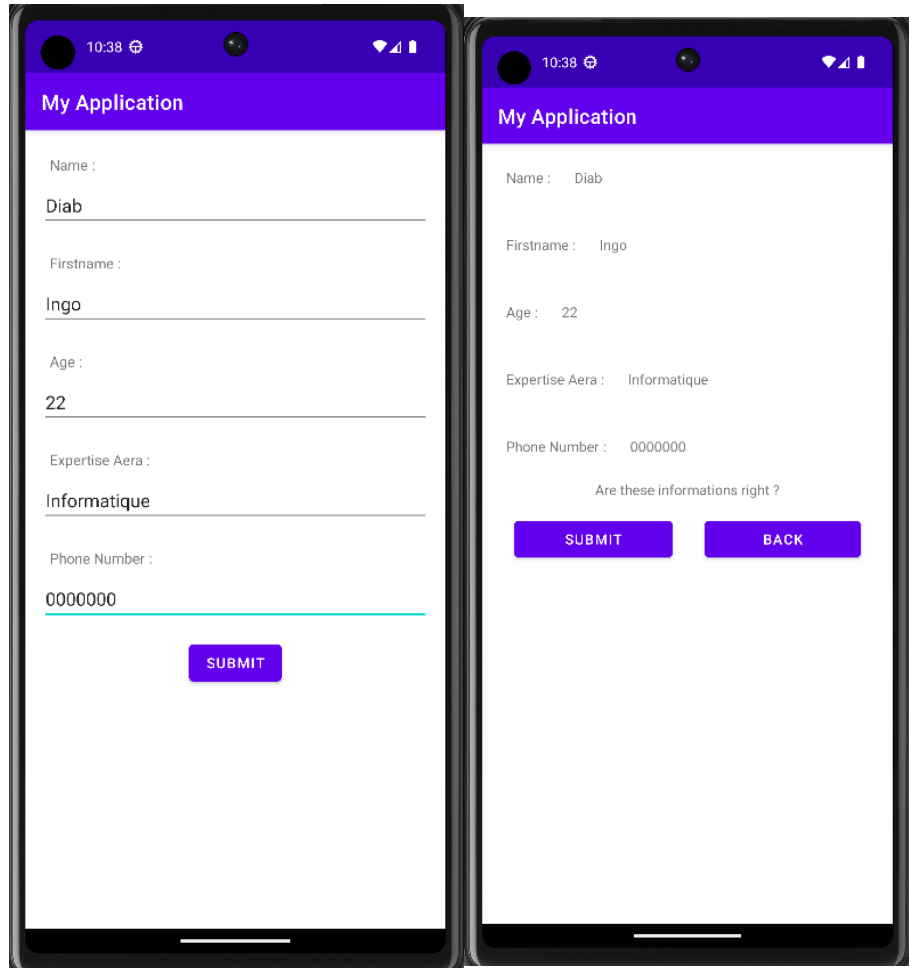 10:38
My Application
Name :
Diab
Firstname :
Ingo
Age :
22
Expertise Aera :
Informatique
Phone Number :
0000000
SUBMIT
10:38
My Application
Name : Diab
Firstname : Ingo
Age : 22
Expertise Aera : Informatique
Phone Number : 0000000
Are these informations right ?
SUBMIT BACK